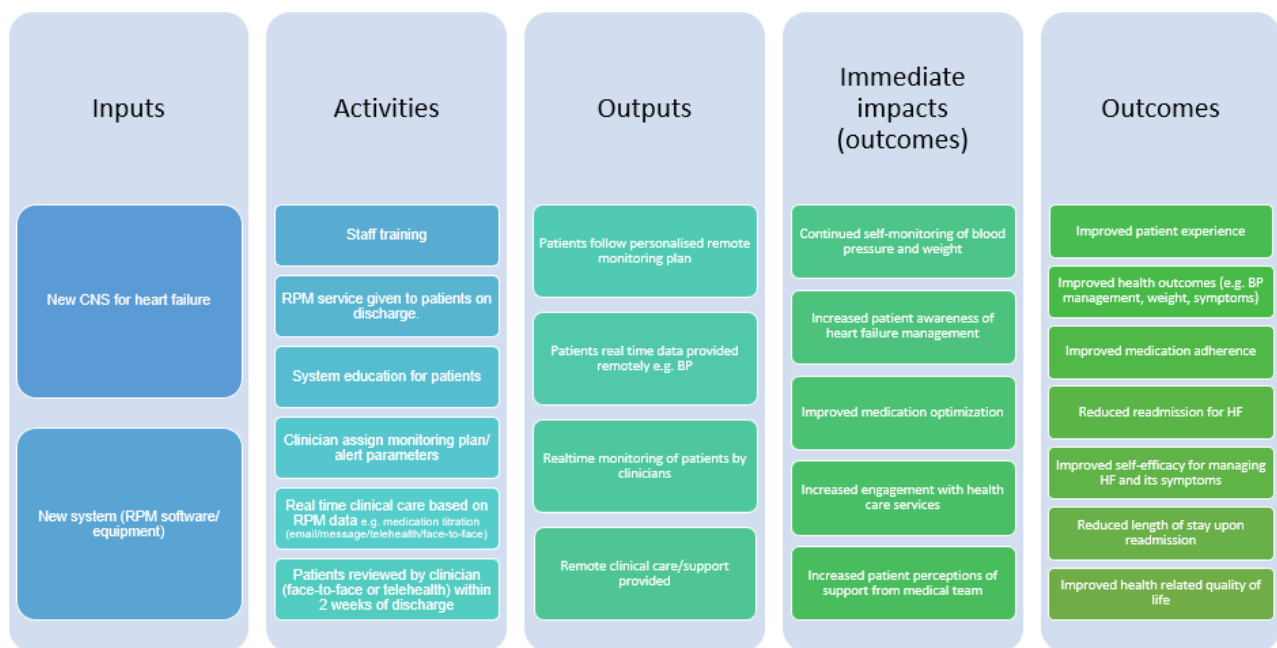 Inputs
New CNS for heart failure
New system (RPM software/
equipment)
Activities
Staff training
RPM service given to patients on
discharge.
System education for patients
Clinician assign monitoring plan/
alert parameters
Real time clinical care based on
RPM data e.g. medication titration
(email/message/telehealth/face-to-face)
Patients reviewed by clinician
(face-to-face or telehealth) within
2 weeks of discharge
Outputs
Patients follow personalised remote
monitoring plan
Patients real time data provided
remotely e.g. BP
Realtime monitoring of patients by
clinicians
Remote clinical care/support
provided
Immediate
impacts
(outcomes)
Continued self-monitoring of blood
pressure and weight
Increased patient awareness of
heart failure management
Improved medication optimization
Increased engagement with health
care services
Increased patient perceptions of
support from medical team
Outcomes
Improved patient experience
Improved health outcomes (e.g. BP
management, weight, symptoms)
Improved medication adherence
Reduced readmission for HF
Improved self-efficacy for managing
HF and its symptoms
Reduced length of stay upon
readmission
Improved health related quality of
life